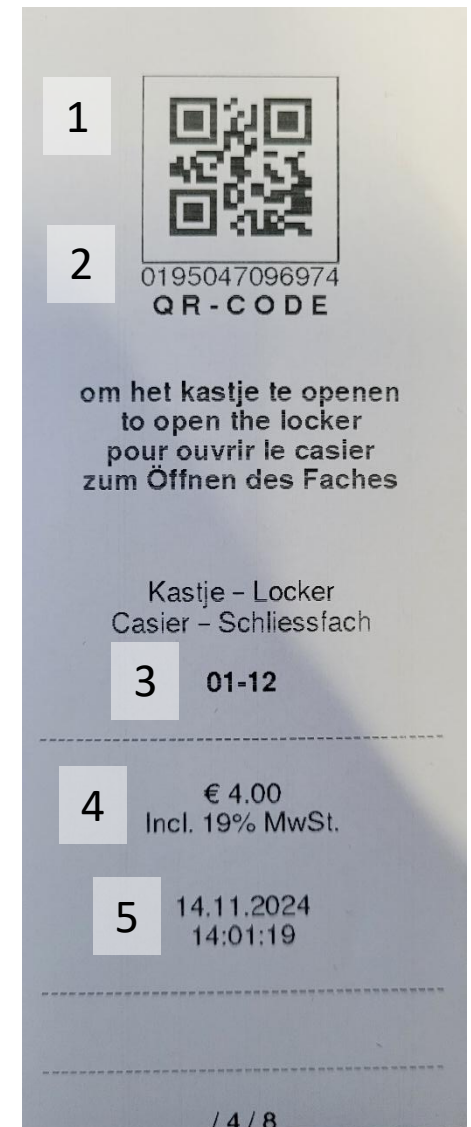 1
2
0195047096974
QR-CODE
om het kastje te openen
to open the locker
pour ouvrir le casier
zum Öffnen des Faches
Kastje – Locker
Casier – Schliessfach
3
01-12
4
€ 4.00
Incl. 19% MwSt.
5
14.11.2024
14:01:19
/ 4 / 8